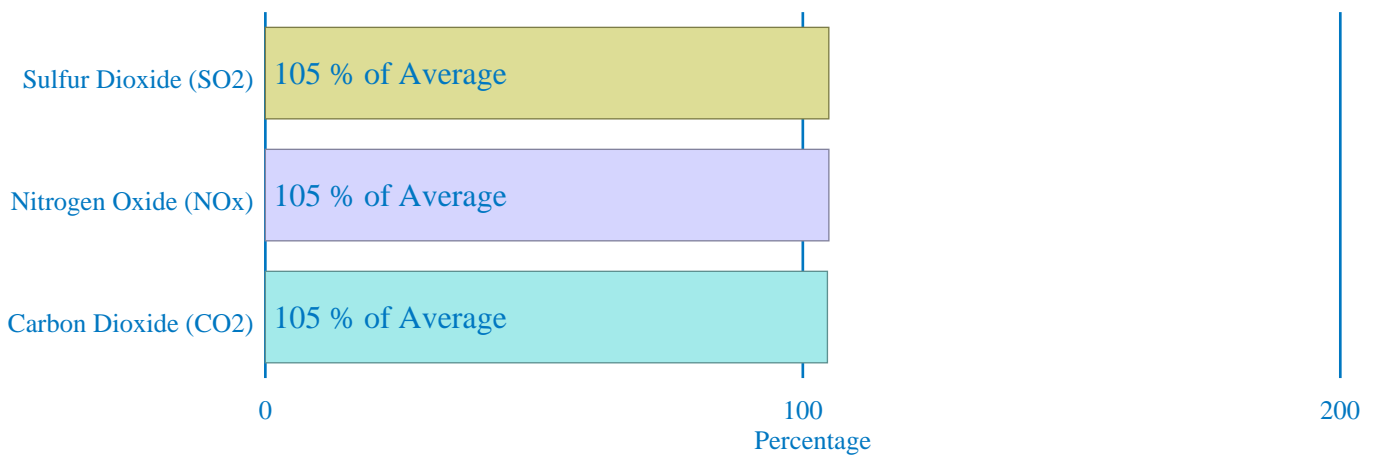 Sulfur Dioxide (SO2)
105 % of Average
Nitrogen Oxide (NOx)
105 % of Average
Carbon Dioxide (CO2)
105 % of Average
0
100
200
Percentage